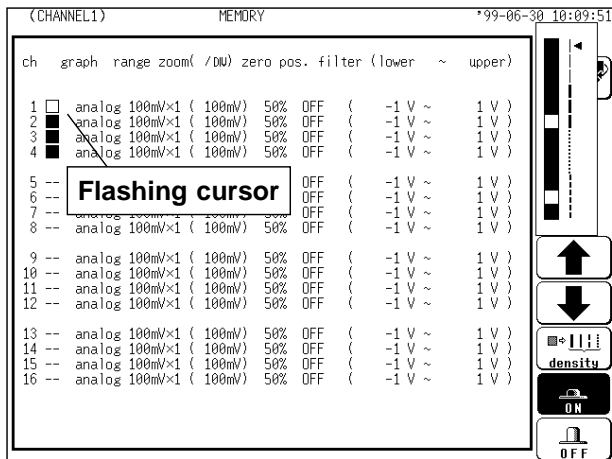 (CHANNEL1) MEMORY '99-06-30 10:09:51
ch graph range zoom( /DIV) zero pos. filter (lower ~ upper)
1 analog 100mV×1 ( 100mV) 50% OFF ( -1 V ~ 1 V )
2 analog 100mV×1 ( 100mV) 50% OFF ( -1 V ~ 1 V )
3 analog 100mV×1 ( 100mV) 50% OFF ( -1 V ~ 1 V )
4 analog 100mV×1 ( 100mV) 50% OFF ( -1 V ~ 1 V )
Flashing cursor
5 -- OFF ( -1 V ~ 1 V )
6 -- OFF ( -1 V ~ 1 V )
7 -- OFF ( -1 V ~ 1 V )
8 -- analog 100mV×1 ( 100mV) 50% OFF ( -1 V ~ 1 V )
9 -- analog 100mV×1 ( 100mV) 50% OFF ( -1 V ~ 1 V )
10 -- analog 100mV×1 ( 100mV) 50% OFF ( -1 V ~ 1 V )
11 -- analog 100mV×1 ( 100mV) 50% OFF ( -1 V ~ 1 V )
12 -- analog 100mV×1 ( 100mV) 50% OFF ( -1 V ~ 1 V )
13 -- analog 100mV×1 ( 100mV) 50% OFF ( -1 V ~ 1 V )
14 -- analog 100mV×1 ( 100mV) 50% OFF ( -1 V ~ 1 V )
15 -- analog 100mV×1 ( 100mV) 50% OFF ( -1 V ~ 1 V )
16 -- analog 100mV×1 ( 100mV) 50% OFF ( -1 V ~ 1 V )
density
ON
OFF